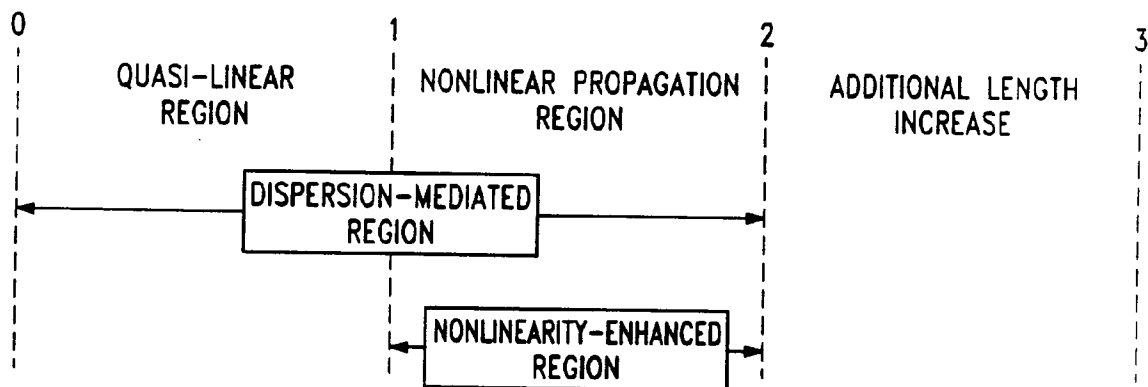 0 1 2 3
QUASI-LINEAR
REGION
NONLINEAR PROPAGATION
REGION
ADDITIONAL LENGTH
INCREASE
DISPERSION-MEDIATED
REGION
NONLINEARITY-ENHANCED
REGION